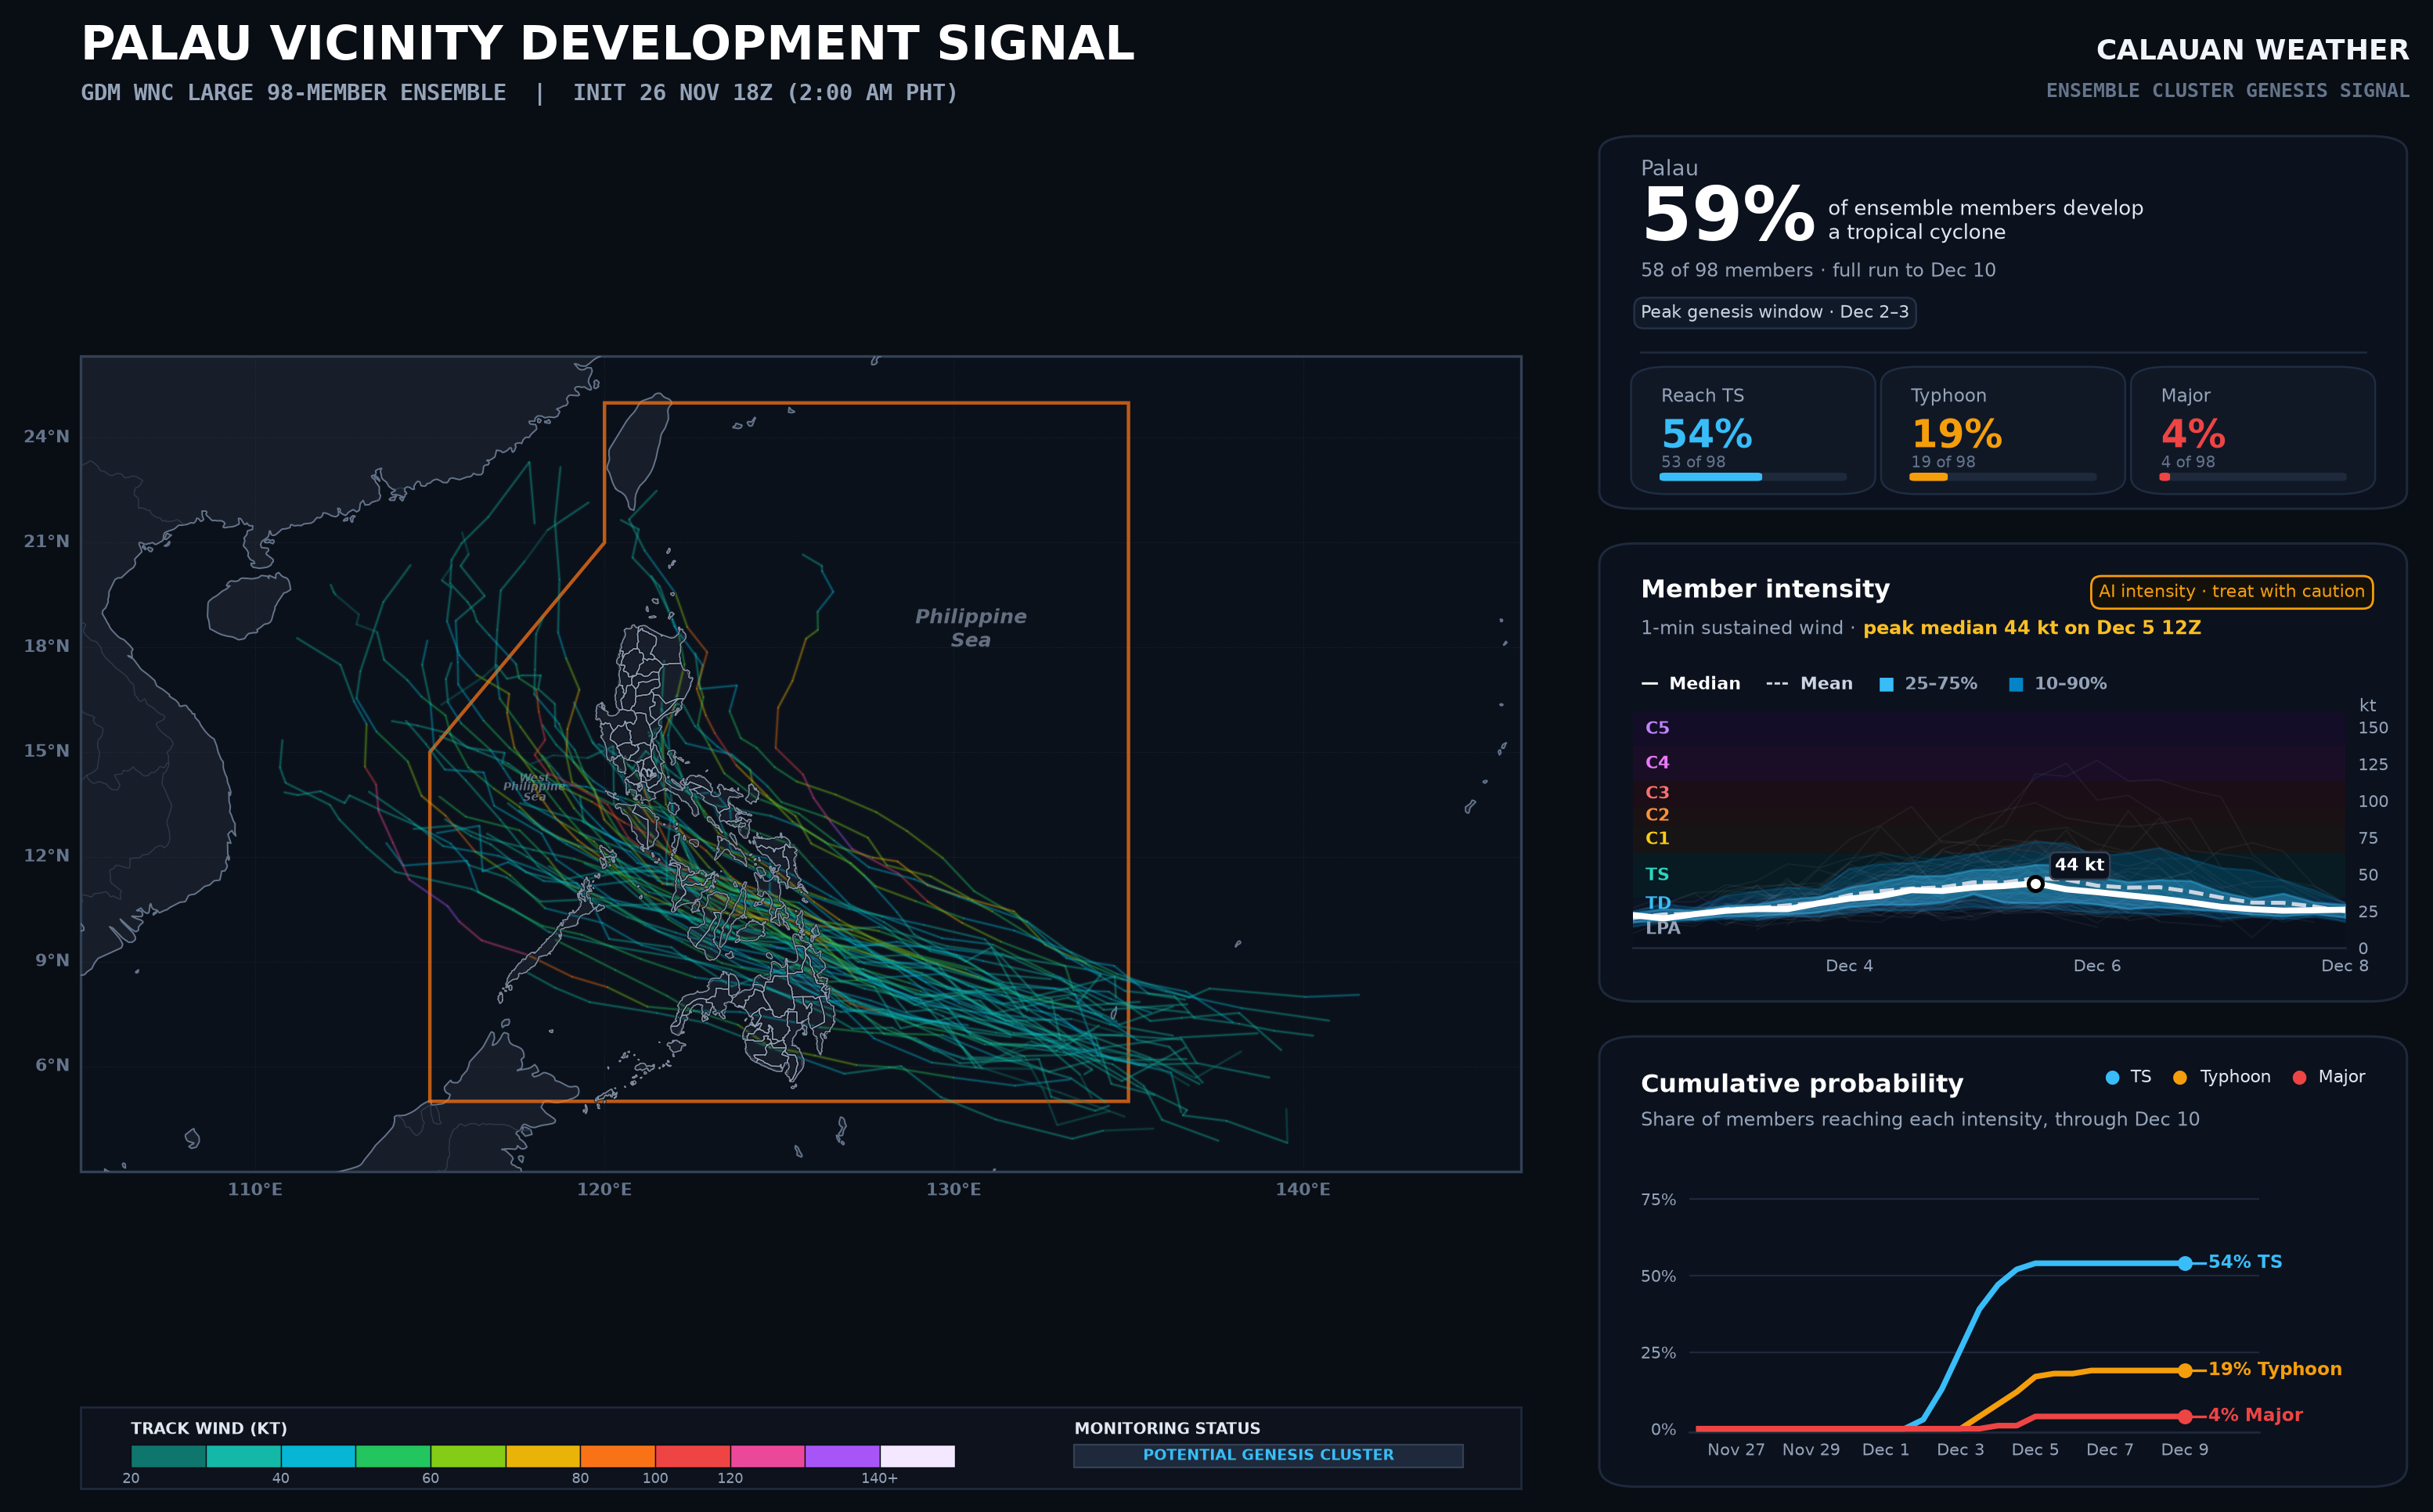 PALAU VICINITY DEVELOPMENT SIGNAL
GDM WNC LARGE 98-MEMBER ENSEMBLE | INIT 26 NOV 18Z (2:00 AM PHT)
CALAUAN WEATHER
ENSEMBLE CLUSTER GENESIS SIGNAL
24°N
21°N
18°N
15°N
12°N
9°N
6°N
110°E
120°E
130°E
140°E
Philippine
Sea
West
Philippine
Sea
TRACK WIND (KT)
20
40
60
80
100
120
140+
MONITORING STATUS
POTENTIAL GENESIS CLUSTER
Palau
59%
of ensemble members develop
a tropical cyclone
58 of 98 members · full run to Dec 10
Peak genesis window · Dec 2–3
Reach TS
54%
53 of 98
Typhoon
19%
19 of 98
Major
4%
4 of 98
Member intensity
AI intensity · treat with caution
1-min sustained wind · peak median 44 kt on Dec 5 12Z
Median
Mean
25–75%
10–90%
kt
C5
C4
C3
C2
C1
TS
TD
LPA
150
125
100
75
50
25
0
44 kt
Dec 4
Dec 6
Dec 8
Cumulative probability
TS
Typhoon
Major
Share of members reaching each intensity, through Dec 10
75%
50%
25%
0%
54% TS
19% Typhoon
4% Major
Nov 27
Nov 29
Dec 1
Dec 3
Dec 5
Dec 7
Dec 9